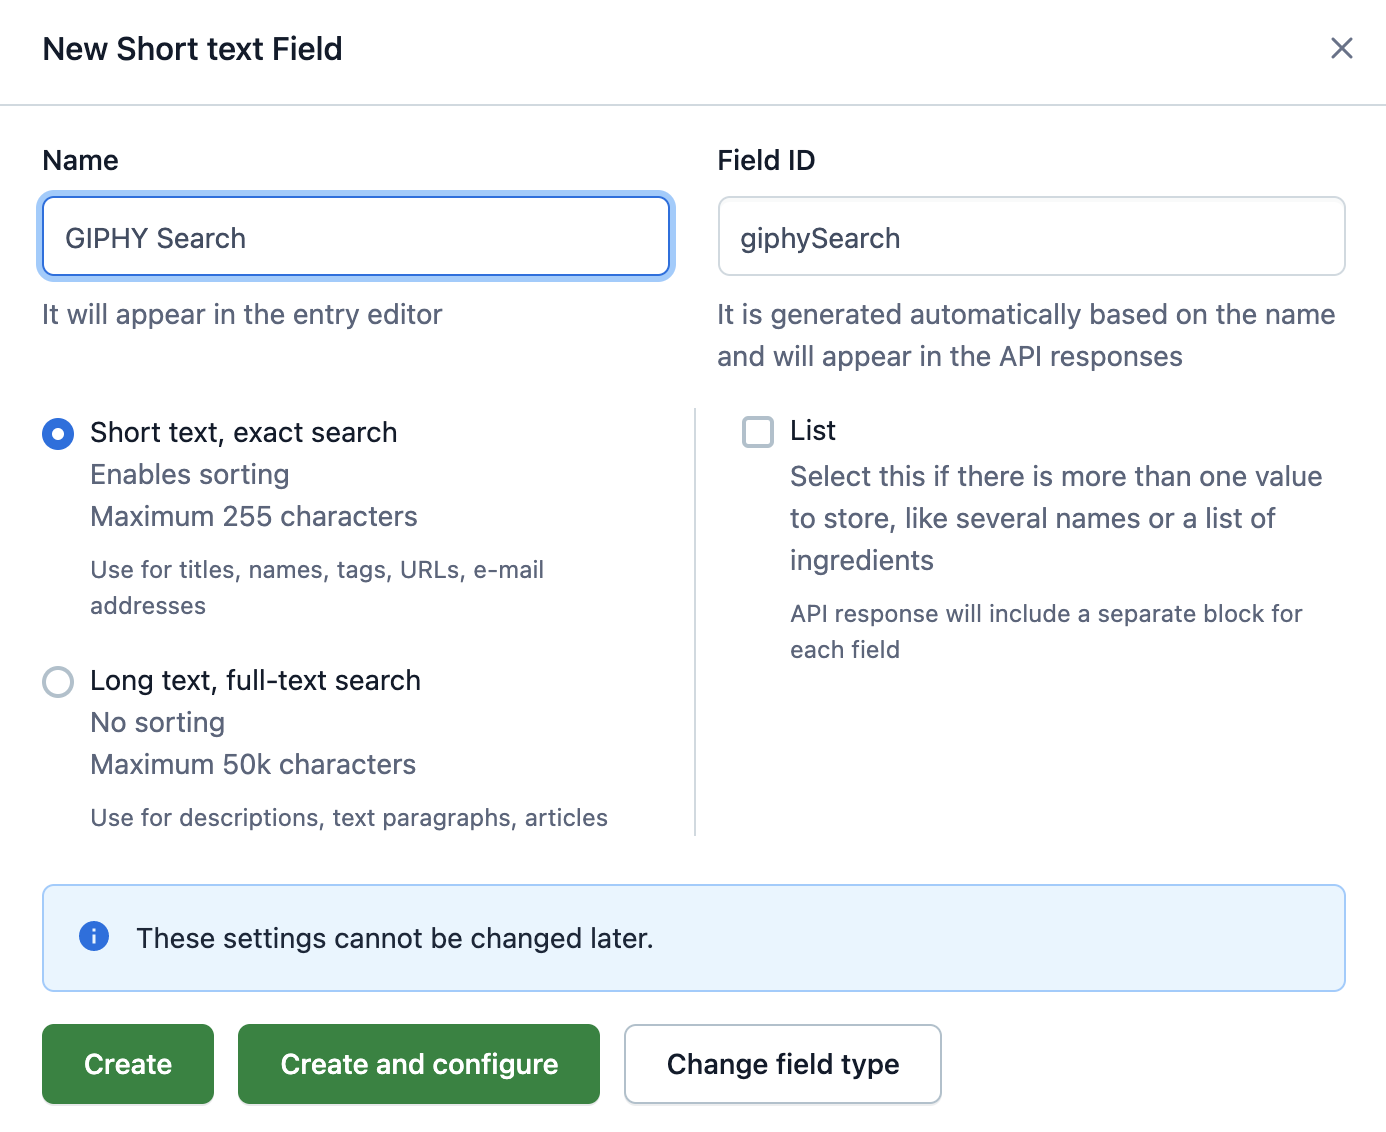 New Short text Field
Name
GIPHY Search
It will appear in the entry editor
Field ID
giphySearch
It is generated automatically based on the name
and will appear in the API responses
Short text, exact search
Enables sorting
Maximum 255 characters
Use for titles, names, tags, URLs, e-mail
addresses
Long text, full-text search
No sorting
Maximum 50k characters
Use for descriptions, text paragraphs, articles
List
Select this if there is more than one value
to store, like several names or a list of
ingredients
API response will include a separate block for
each field
These settings cannot be changed later.
Create
Create and configure
Change field type